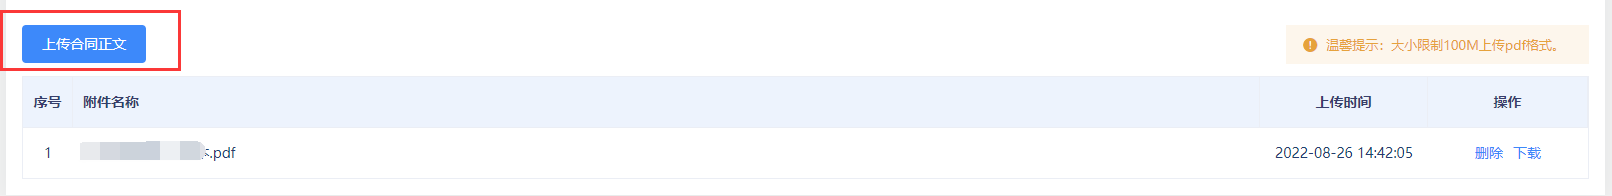 上传合同正文
温馨提示：大小限制100M上传pdf格式。
序号 附件名称 上传时间 操作
1 .pdf 2022-08-26 14:42:05 删除 下载